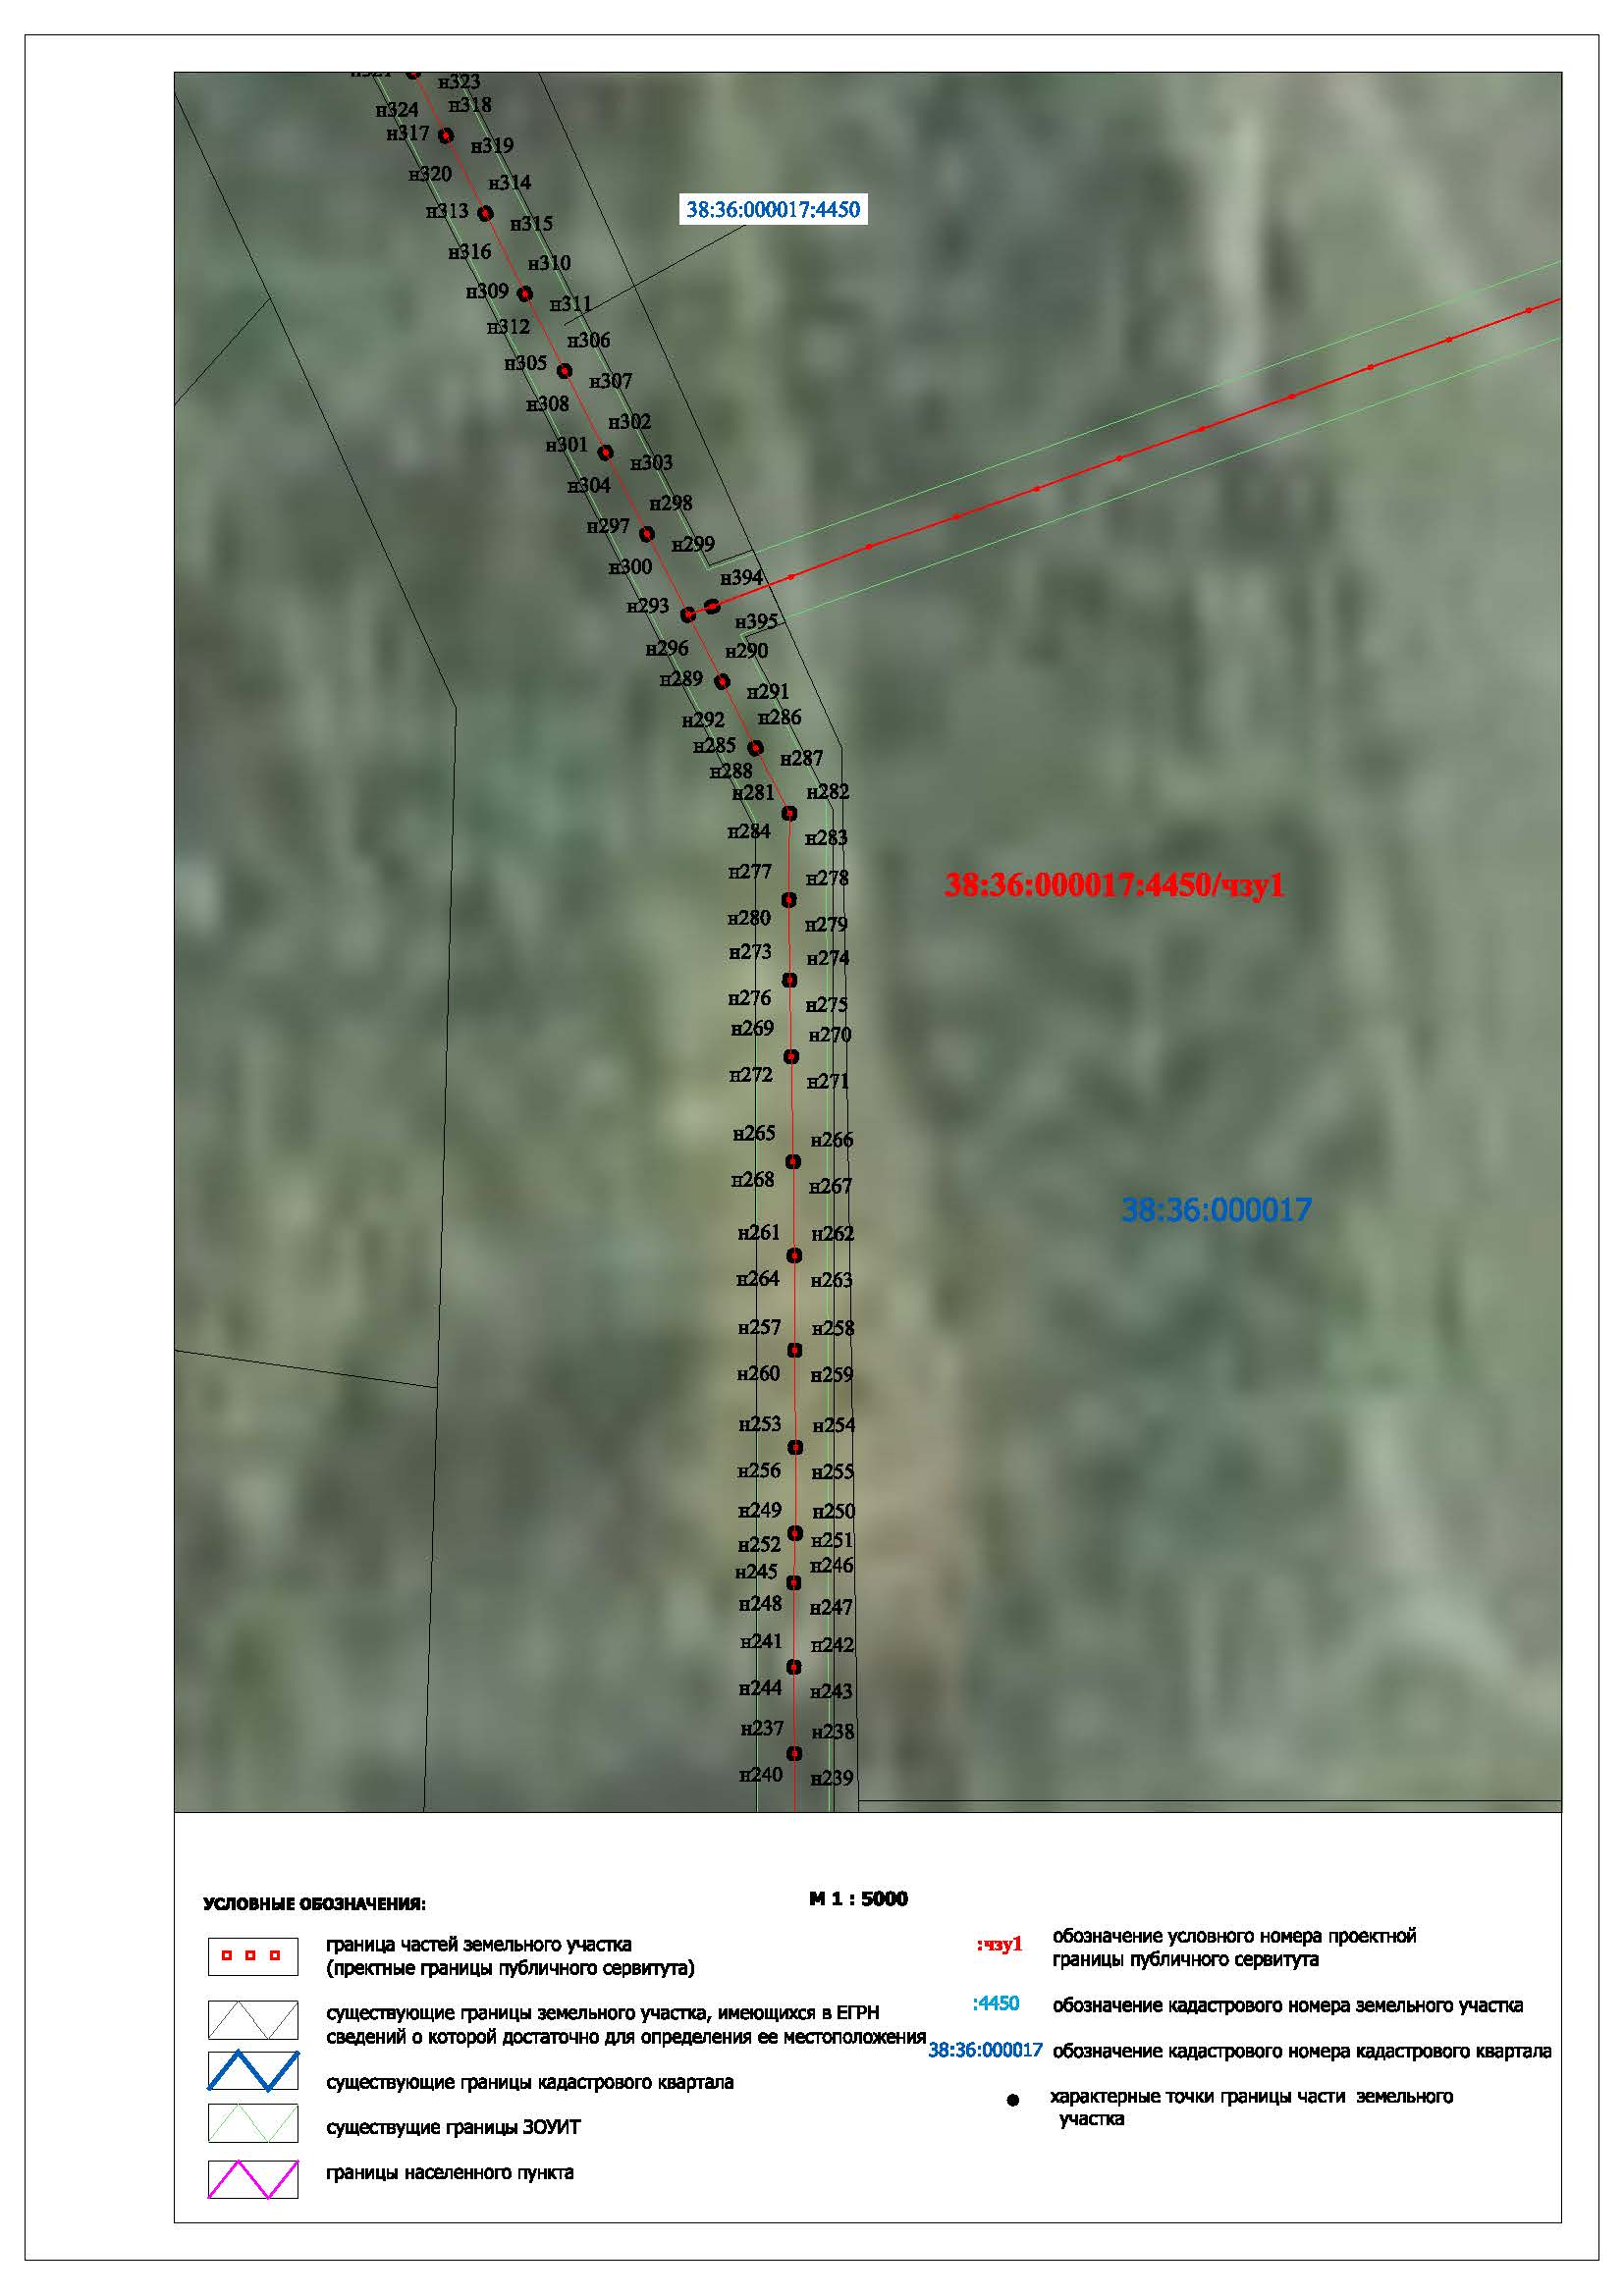 н323
н324
н318
н317
н319
н320
н314
н313
н315
н316
н310
н309
н311
н312
н306
н305
н307
н308
н302
н301
н303
н304
н298
н297
н299
н300
н394
н293
н395
н296
н290
н289
н291
н292
н286
н285
н287
н288
н281
н282
н284
н283
н277
н278
н280
н279
н273
н274
н276
н275
н269
н270
н272
н271
н265
н266
н268
н267
н261
н262
н264
н263
н257
н258
н260
н259
н253
н254
н256
н255
н249
н250
н252
н251
н245
н246
н248
н247
н241
н242
н244
н243
н237
н238
н240
н239
38:36:000017:4450
38:36:000017:4450/чзу1
38:36:000017
УСЛОВНЫЕ ОБОЗНАЧЕНИЯ:
М 1 : 5000
граница частей земельного участка
(пректные границы публичного сервитута)
существующие границы земельного участка, имеющихся в ЕГРН
сведений о которой достаточно для определения ее местоположения
существующие границы кадастрового квартала
существущие границы ЗОУИТ
границы населенного пункта
:чзу1 обозначение условного номера проектной
границы публичного сервитута
:4450 обозначение кадастрового номера земельного участка
38:36:000017 обозначение кадастрового номера кадастрового квартала
характерные точки границы части земельного
участка